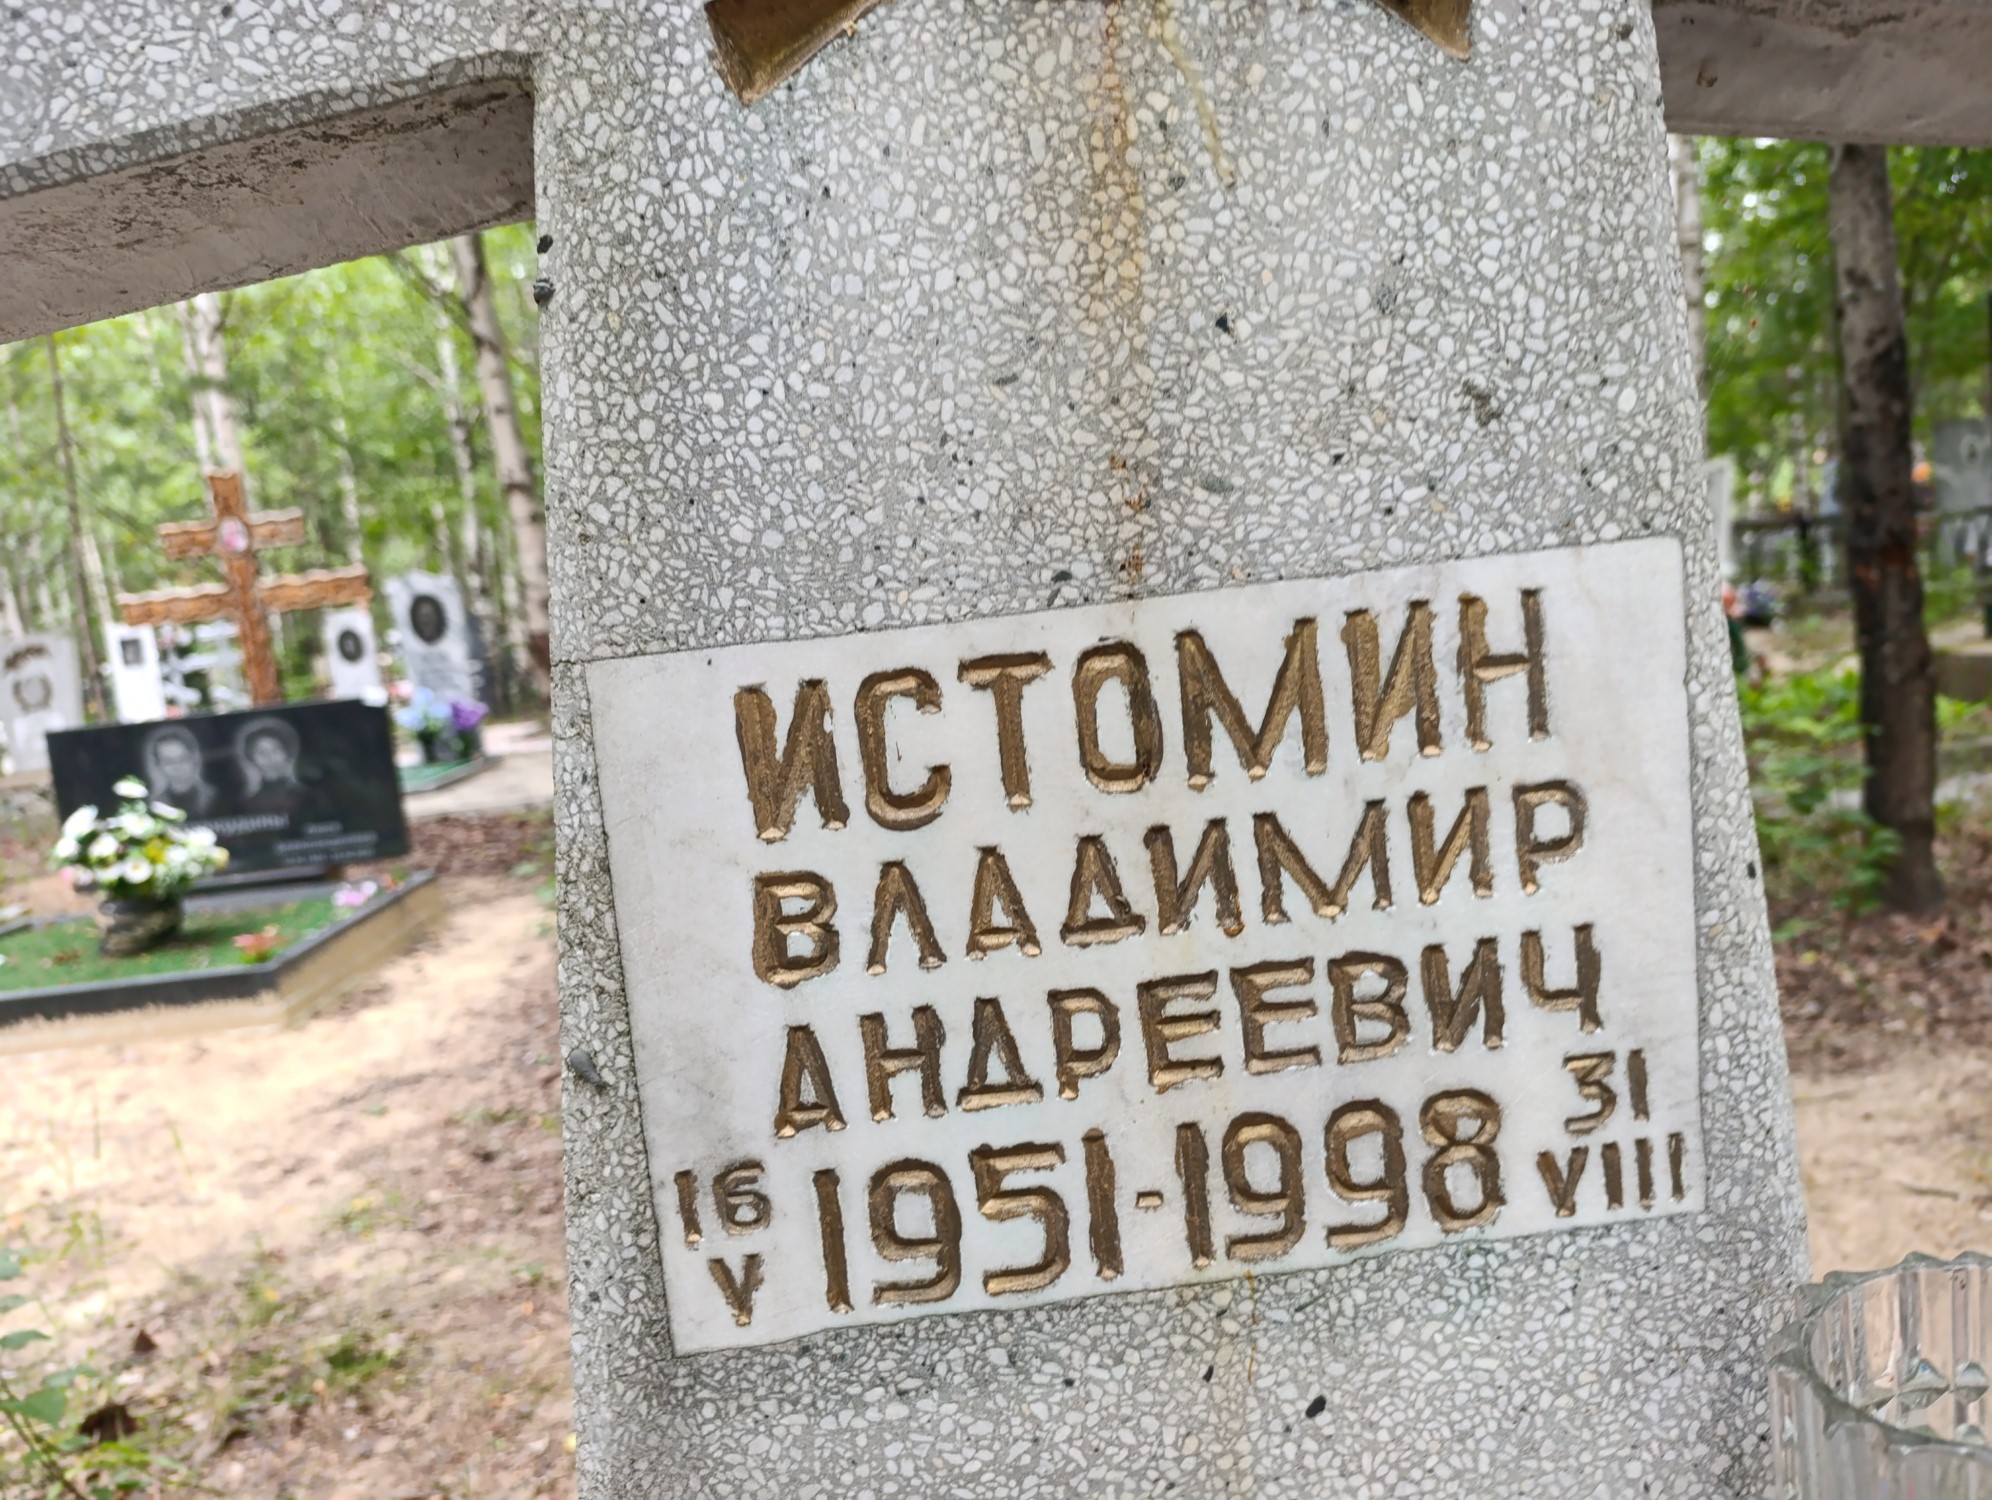 ИСТОМИН
ВЛАДИМИР
АНДРЕЕВИЧ
16 V 1951-1998 31 VIII